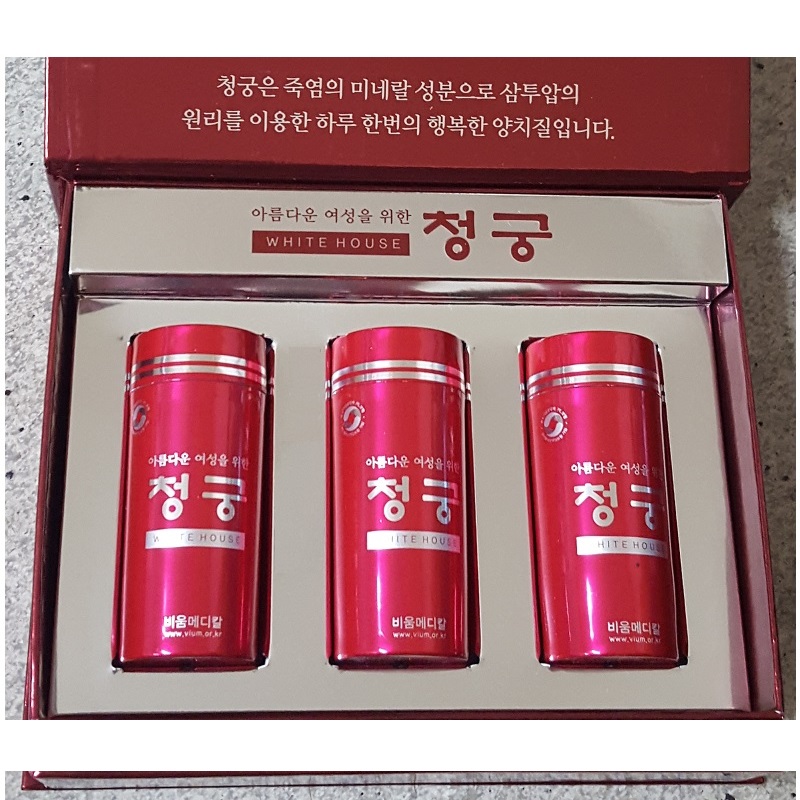 청궁은 죽염의 미네랄 성분으로 삼투압의
원리를 이용한 하루 한번의 행복한 양치질입니다.
아름다운 여성을 위한
WHITE HOUSE
청궁
아름다운 여성을 위한
청궁
WHITE HOUSE
비움메디칼
www.vium.or.kr
아름다운 여성을 위한
청궁
HITE HOUSE
비움메디칼
www.vium.or.kr
아름다운 여성을 위
청궁
HITE HOUSE
비움메디칼
www.vium.or.kr